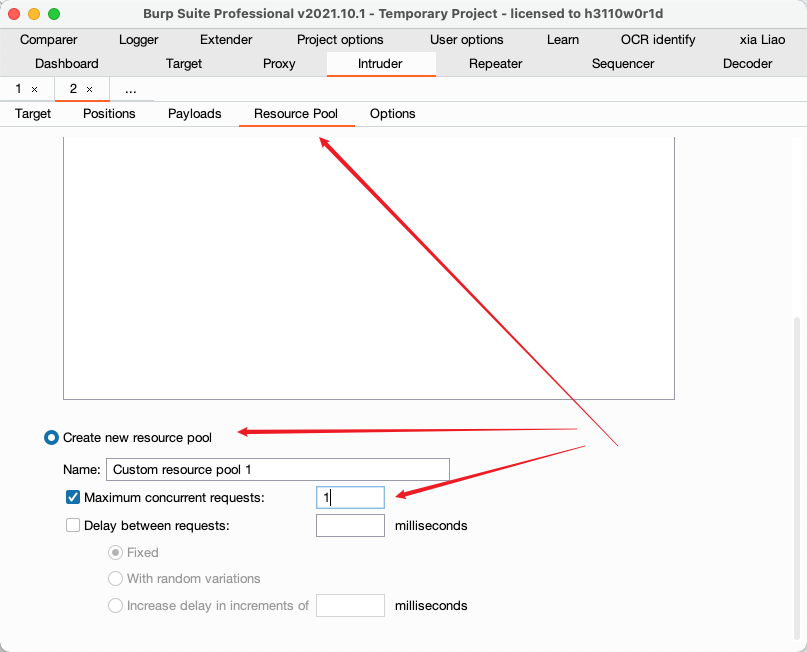 Burp Suite Professional v2021.10.1 - Temporary Project - licensed to h3110w0r1d
Comparer Logger Extender Project options User options Learn OCR identify xia Liao
Dashboard Target Proxy Intruder Repeater Sequencer Decoder
1 × 2 × ...
Target Positions Payloads Resource Pool Options
Create new resource pool
Name: Custom resource pool 1
Maximum concurrent requests: 1
Delay between requests: milliseconds
Fixed
With random variations
Increase delay in increments of milliseconds